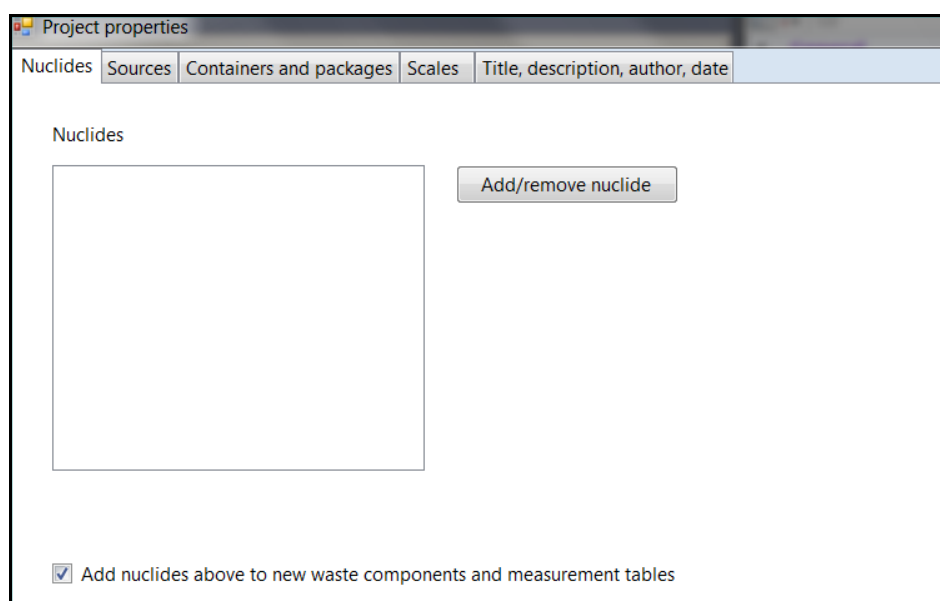 Project properties
Nuclides Sources Containers and packages Scales Title, description, author, date
Nuclides
Add/remove nuclide
Add nuclides above to new waste components and measurement tables